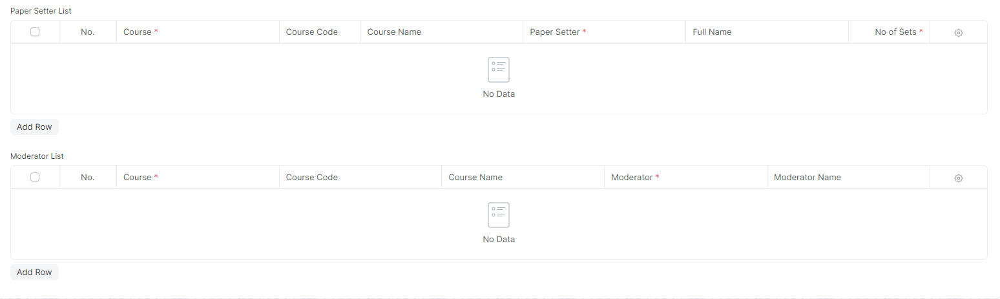 Paper Setter List
No. Course * Course Code Course Name Paper Setter * Full Name No of Sets *
No Data
Add Row
Moderator List
No. Course * Course Code Course Name Moderator * Moderator Name
No Data
Add Row